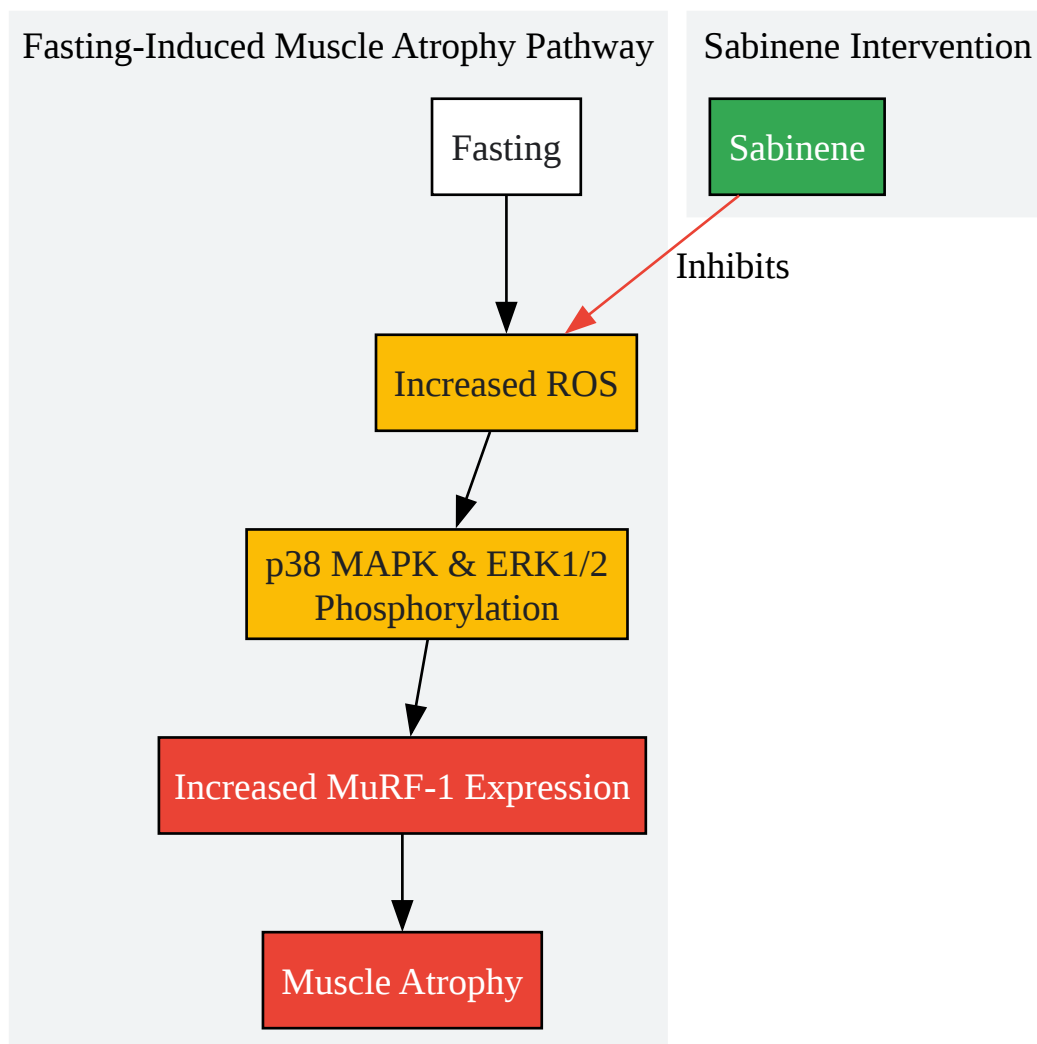 Fasting-Induced Muscle Atrophy Pathway
Sabinene Intervention
Fasting
Sabinene
Inhibits
Increased ROS
p38 MAPK & ERK1/2
Phosphorylation
Increased MuRF-1 Expression
Muscle Atrophy